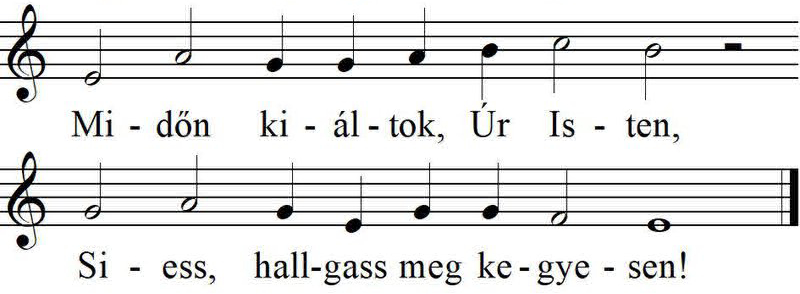 Mi - dőn ki - ál - tok, Úr Is - ten,
Si - ess, hall-gass meg ke - gye - sen!